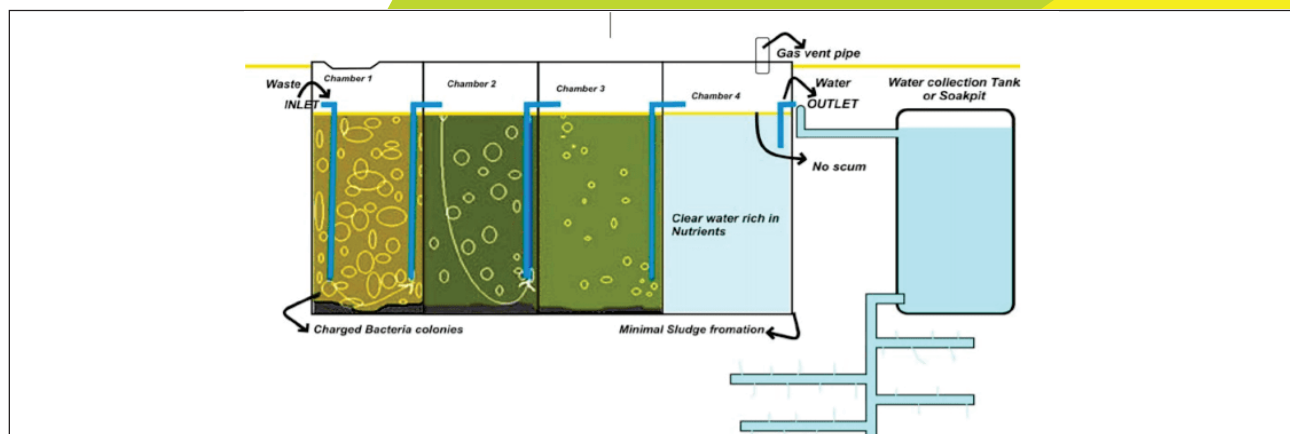 Gas vent pipe
Chamber 1
Waste
INLET
Chamber 2
Chamber 3
Chamber 4
Water
OUTLET
Water collection Tank
or Soakpit
No scum
Clear water rich in
Nutrients
Charged Bacteria colonies
Minimal Sludge fromation